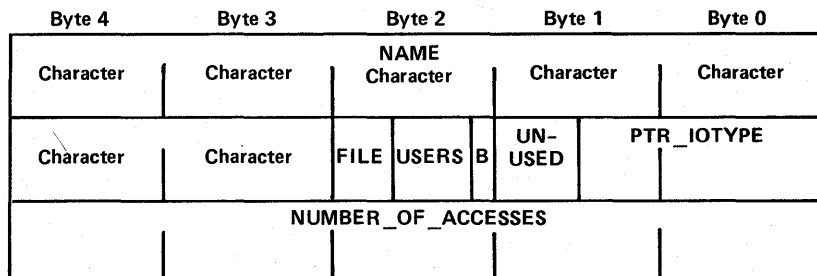 Byte 4 Byte 3 Byte 2 Byte 1 Byte 0
NAME
Character Character Character Character Character
Character Character FILE USERS B UN-USED PTR_IOTYPE
NUMBER_OF_ACCESSES